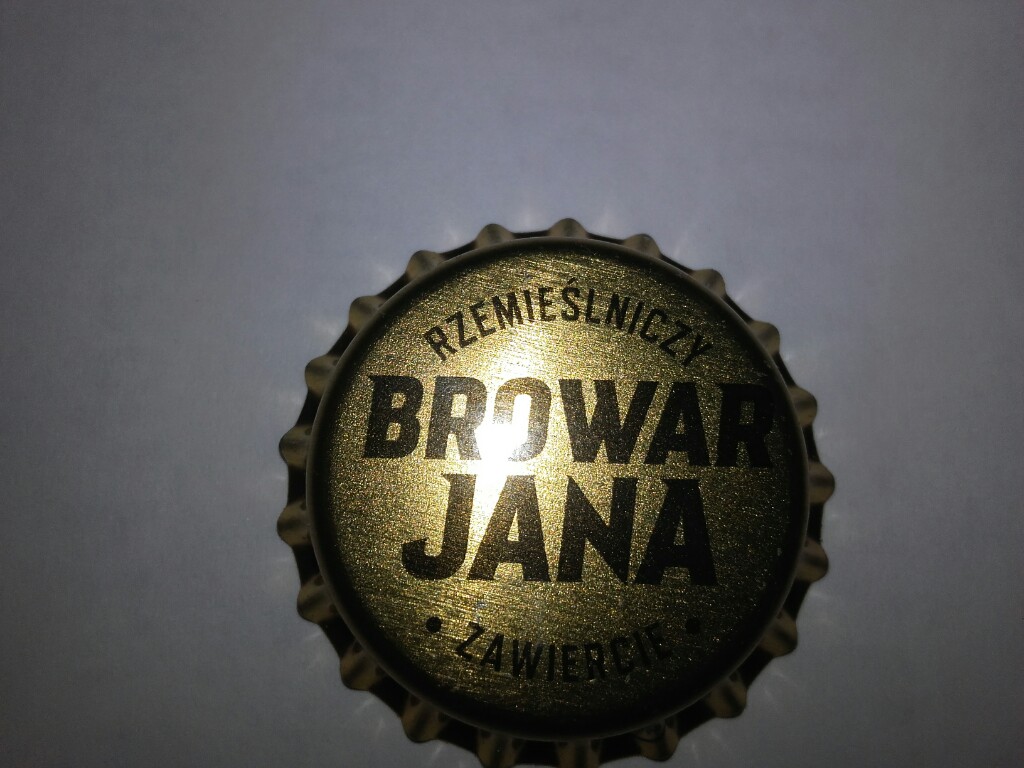 RZEMIEŚLNICZY
BROWAR
JANA
• ZAWIERCIE •